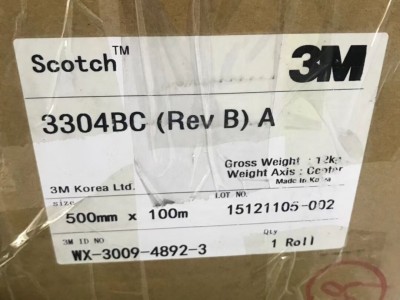 Scotch™ 3M
3304BC (Rev B) A
Gross Weight : 12kg
Weight Axis : Center
Made in Korea
3M Korea Ltd.
size LOT NO.
500mm x 100m 15121105-002
3M ID NO Qty
WX-3009-4892-3 1 Roll